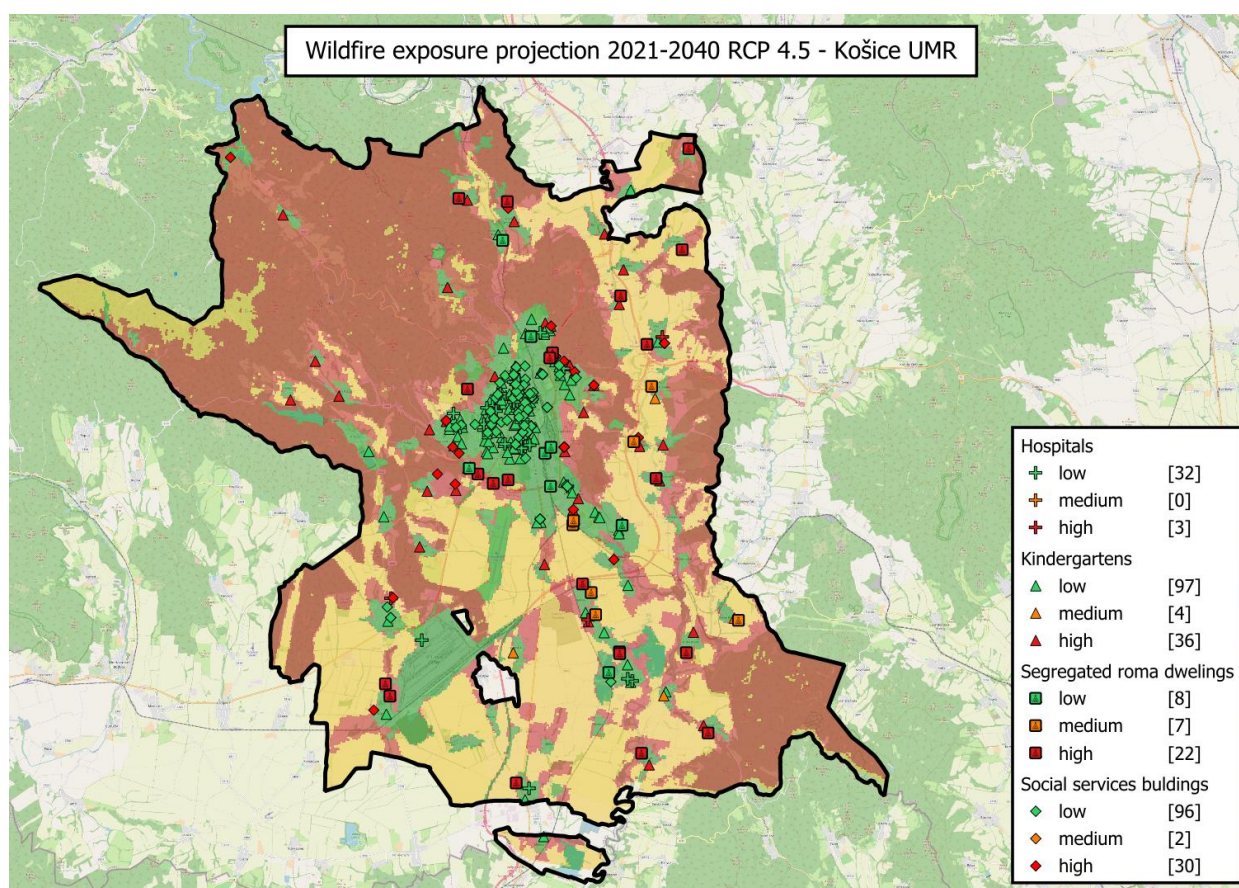 Wildfire exposure projection 2021-2040 RCP 4.5 - Košice UMR
Hospitals
low [32]
medium [0]
high [3]
Kindergartens
low [97]
medium [4]
high [36]
Segregated roma dwelings
low [8]
medium [7]
high [22]
Social services buldings
low [96]
medium [2]
high [30]